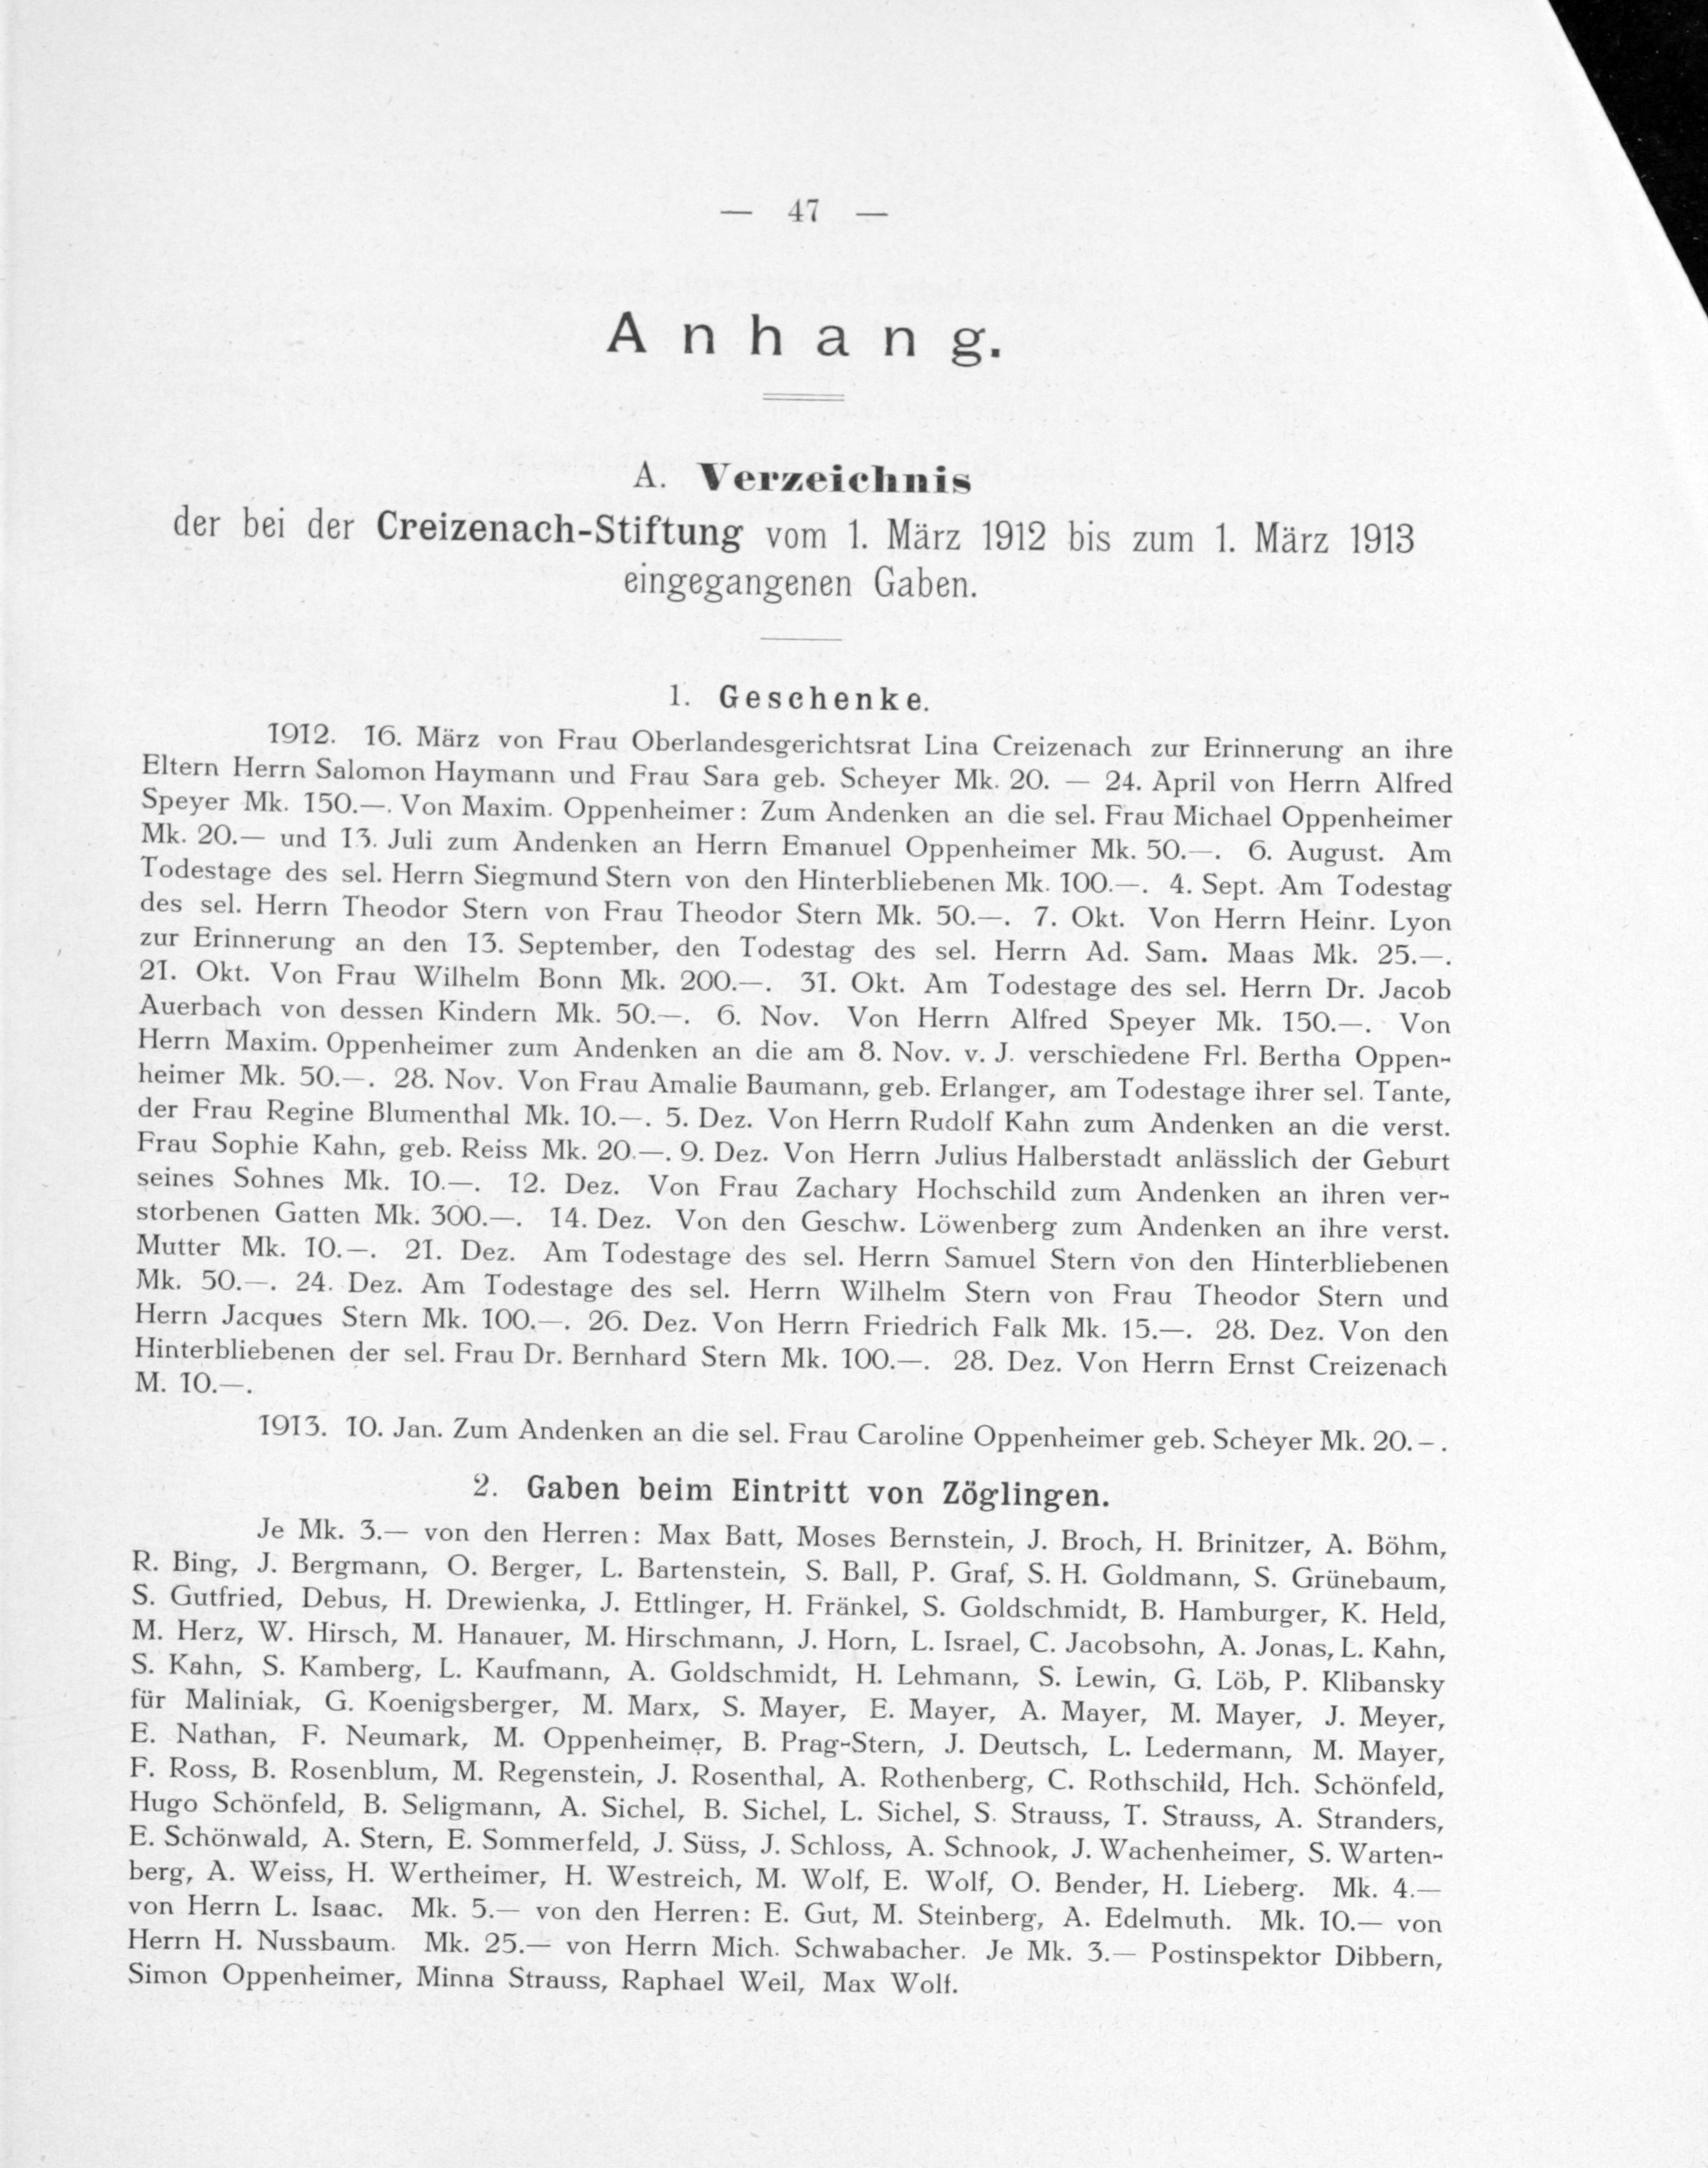 — 47 —
Anhang.
A. Verzeichnis
der bei der Creizenach-Stiftung vom 1. März 1912 bis zum 1. März 1913
eingegangenen Gaben.
1. Geschenke.
1912. 16. März von Frau Oberlandesgerichtsrat Lina Creizenach zur Erinnerung an ihre
Eltern Herrn Salomon Haymann und Frau Sara geb. Scheyer Mk. 20. — 24. April von Herrn Alfred
Speyer Mk. 150.—. Von Maxim. Oppenheimer: Zum Andenken an die sel. Frau Michael Oppenheimer
Mk. 20.— und 13. Juli zum Andenken an Herrn Emanuel Oppenheimer Mk. 50.—. 6. August. Am
Todestage des sel. Herrn Siegmund Stern von den Hinterbliebenen Mk. 100.—. 4. Sept. Am Todestag
des sel. Herrn Theodor Stern von Frau Theodor Stern Mk. 50.—. 7. Okt. Von Herrn Heinr. Lyon
zur Erinnerung an den 13. September, den Todestag des sel. Herrn Ad. Sam. Maas Mk. 25.—.
21. Okt. Von Frau Wilhelm Bonn Mk. 200.—. 31. Okt. Am Todestage des sel. Herrn Dr. Jacob
Auerbach von dessen Kindern Mk. 50.—. 6. Nov. Von Herrn Alfred Speyer Mk. 150.—. Von
Herrn Maxim. Oppenheimer zum Andenken an die am 8. Nov. v. J. verschiedene Frl. Bertha Oppen-
heimer Mk. 50.—. 28. Nov. Von Frau Amalie Baumann, geb. Erlanger, am Todestage ihrer sel. Tante,
der Frau Regine Blumenthal Mk. 10.—. 5. Dez. Von Herrn Rudolf Kahn zum Andenken an die verst.
Frau Sophie Kahn, geb. Reiss Mk. 20.—. 9. Dez. Von Herrn Julius Halberstadt anlässlich der Geburt
seines Sohnes Mk. 10.—. 12. Dez. Von Frau Zachary Hochschild zum Andenken an ihren ver-
storbenen Gatten Mk. 300.—. 14. Dez. Von den Geschw. Löwenberg zum Andenken an ihre verst.
Mutter Mk. 10.—. 21. Dez. Am Todestage des sel. Herrn Samuel Stern von den Hinterbliebenen
Mk. 50.—. 24. Dez. Am Todestage des sel. Herrn Wilhelm Stern von Frau Theodor Stern und
Herrn Jacques Stern Mk. 100.—. 26. Dez. Von Herrn Friedrich Falk Mk. 15.—. 28. Dez. Von den
Hinterbliebenen der sel. Frau Dr. Bernhard Stern Mk. 100.—. 28. Dez. Von Herrn Ernst Creizenach
M. 10.—.
1913. 10. Jan. Zum Andenken an die sel. Frau Caroline Oppenheimer geb. Scheyer Mk. 20.–.
2. Gaben beim Eintritt von Zöglingen.
Je Mk. 3.— von den Herren: Max Batt, Moses Bernstein, J. Broch, H. Brinitzer, A. Böhm,
R. Bing, J. Bergmann, O. Berger, L. Bartenstein, S. Ball, P. Graf, S. H. Goldmann, S. Grünebaum,
S. Gutfried, Debus, H. Drewienka, J. Ettlinger, H. Fränkel, S. Goldschmidt, B. Hamburger, K. Held,
M. Herz, W. Hirsch, M. Hanauer, M. Hirschmann, J. Horn, L. Israel, C. Jacobsohn, A. Jonas, L. Kahn,
S. Kahn, S. Kamberg, L. Kaufmann, A. Goldschmidt, H. Lehmann, S. Lewin, G. Löb, P. Klibansky
für Maliniak, G. Koenigsberger, M. Marx, S. Mayer, E. Mayer, A. Mayer, M. Mayer, J. Meyer,
E. Nathan, F. Neumark, M. Oppenheimer, B. Prag-Stern, J. Deutsch, L. Ledermann, M. Mayer,
F. Ross, B. Rosenblum, M. Regenstein, J. Rosenthal, A. Rothenberg, C. Rothschild, Hch. Schönfeld,
Hugo Schönfeld, B. Seligmann, A. Sichel, B. Sichel, L. Sichel, S. Strauss, T. Strauss, A. Stranders,
E. Schönwald, A. Stern, E. Sommerfeld, J. Süss, J. Schloss, A. Schnook, J. Wachenheimer, S. Warten-
berg, A. Weiss, H. Wertheimer, H. Westreich, M. Wolf, E. Wolf, O. Bender, H. Lieberg. Mk. 4.—
von Herrn L. Isaac. Mk. 5.— von den Herren: E. Gut, M. Steinberg, A. Edelmuth. Mk. 10.— von
Herrn H. Nussbaum. Mk. 25.— von Herrn Mich. Schwabacher. Je Mk. 3.— Postinspektor Dibbern,
Simon Oppenheimer, Minna Strauss, Raphael Weil, Max Wolf.